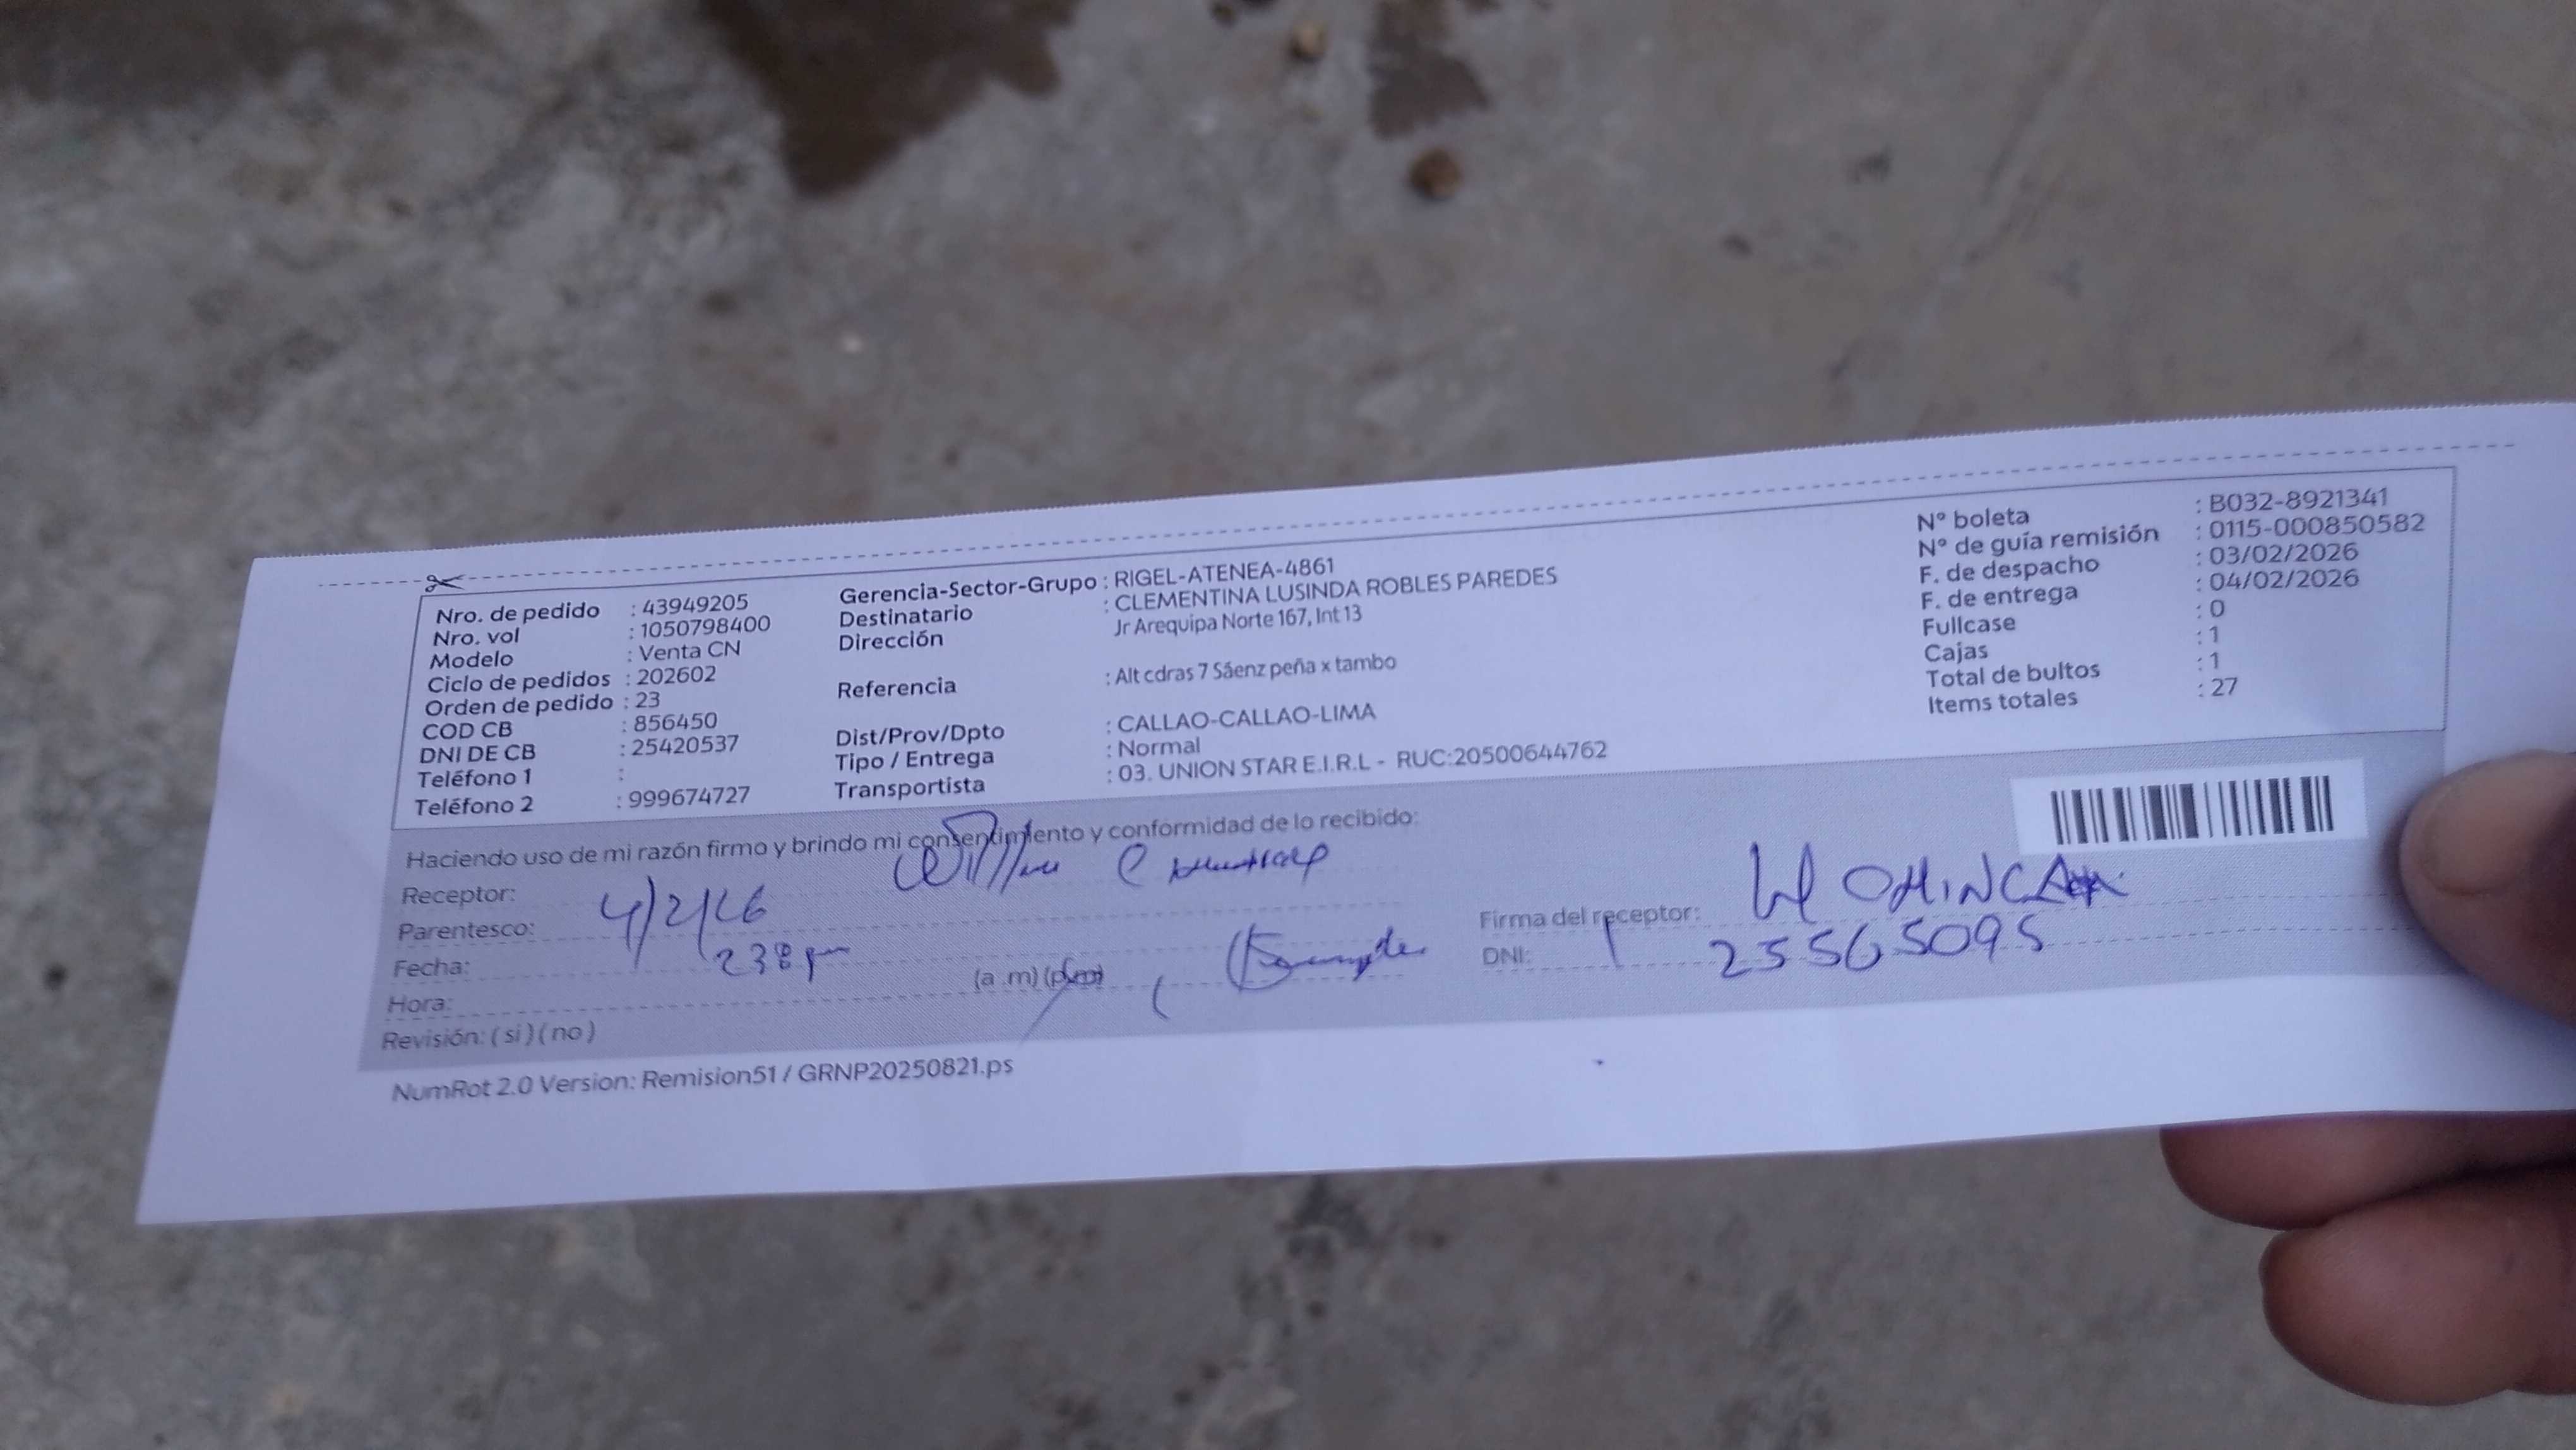 Nro. de pedido : 43949205
Nro. vol : 1050798400
Modelo : Venta CN
Ciclo de pedidos : 202602
Orden de pedido : 23
COD CB : 856450
DNI DE CB : 25420537
Teléfono 1 :
Teléfono 2 : 999674727
Gerencia-Sector-Grupo : RIGEL-ATENEA-4861
Destinatario : CLEMENTINA LUSINDA ROBLES PAREDES
Dirección Jr Arequipa Norte 167, Int 13
Referencia : Alt cdras 7 Sáenz peña x tambo
Dist/Prov/Dpto : CALLAO-CALLAO-LIMA
Tipo / Entrega : Normal
Transportista : 03. UNION STAR E.I.R.L - RUC:20500644762
N° boleta : B032-8921341
N° de guía remisión : 0115-000850582
F. de despacho : 03/02/2026
F. de entrega : 04/02/2026
Fullcase : 0
Cajas : 1
Total de bultos : 1
Items totales : 27
Haciendo uso de mi razón firmo y brindo mi consentimiento y conformidad de lo recibido:
Receptor:
Parentesco: 4/2/26
Fecha: 238 pm
Hora: (a.m) (p.m)
Revisión: ( si ) ( no )
Firma del receptor:
DNI: 25565095
NumRot 2.0 Version: Remision51 / GRNP20250821.ps